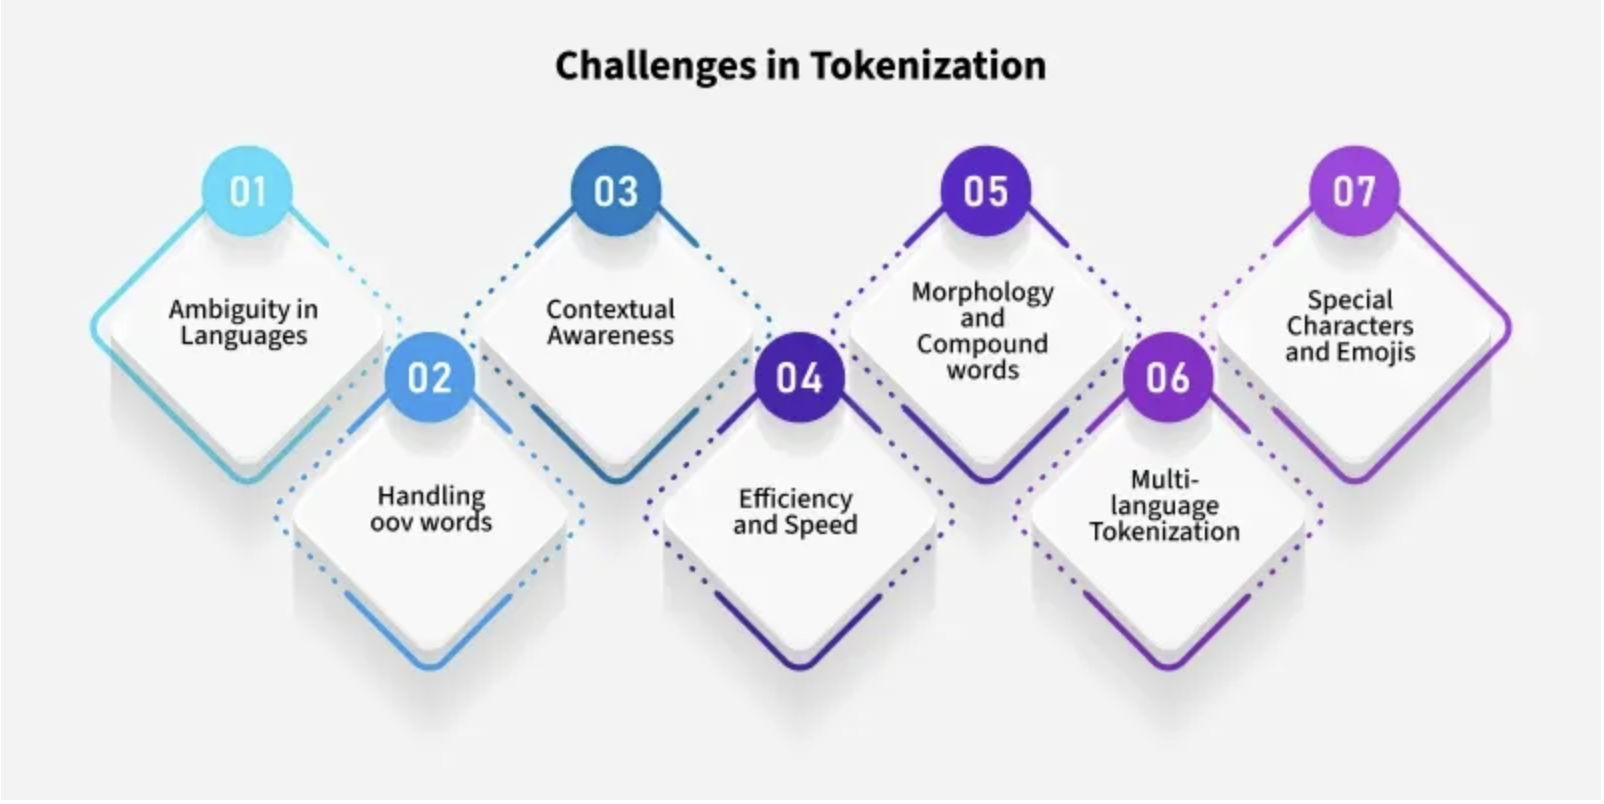 Challenges in Tokenization
01
Ambiguity in
Languages
02
Handling
oov words
03
Contextual
Awareness
04
Efficiency
and Speed
05
Morphology
and
Compound
words
06
Multi-
language
Tokenization
07
Special
Characters
and Emojis